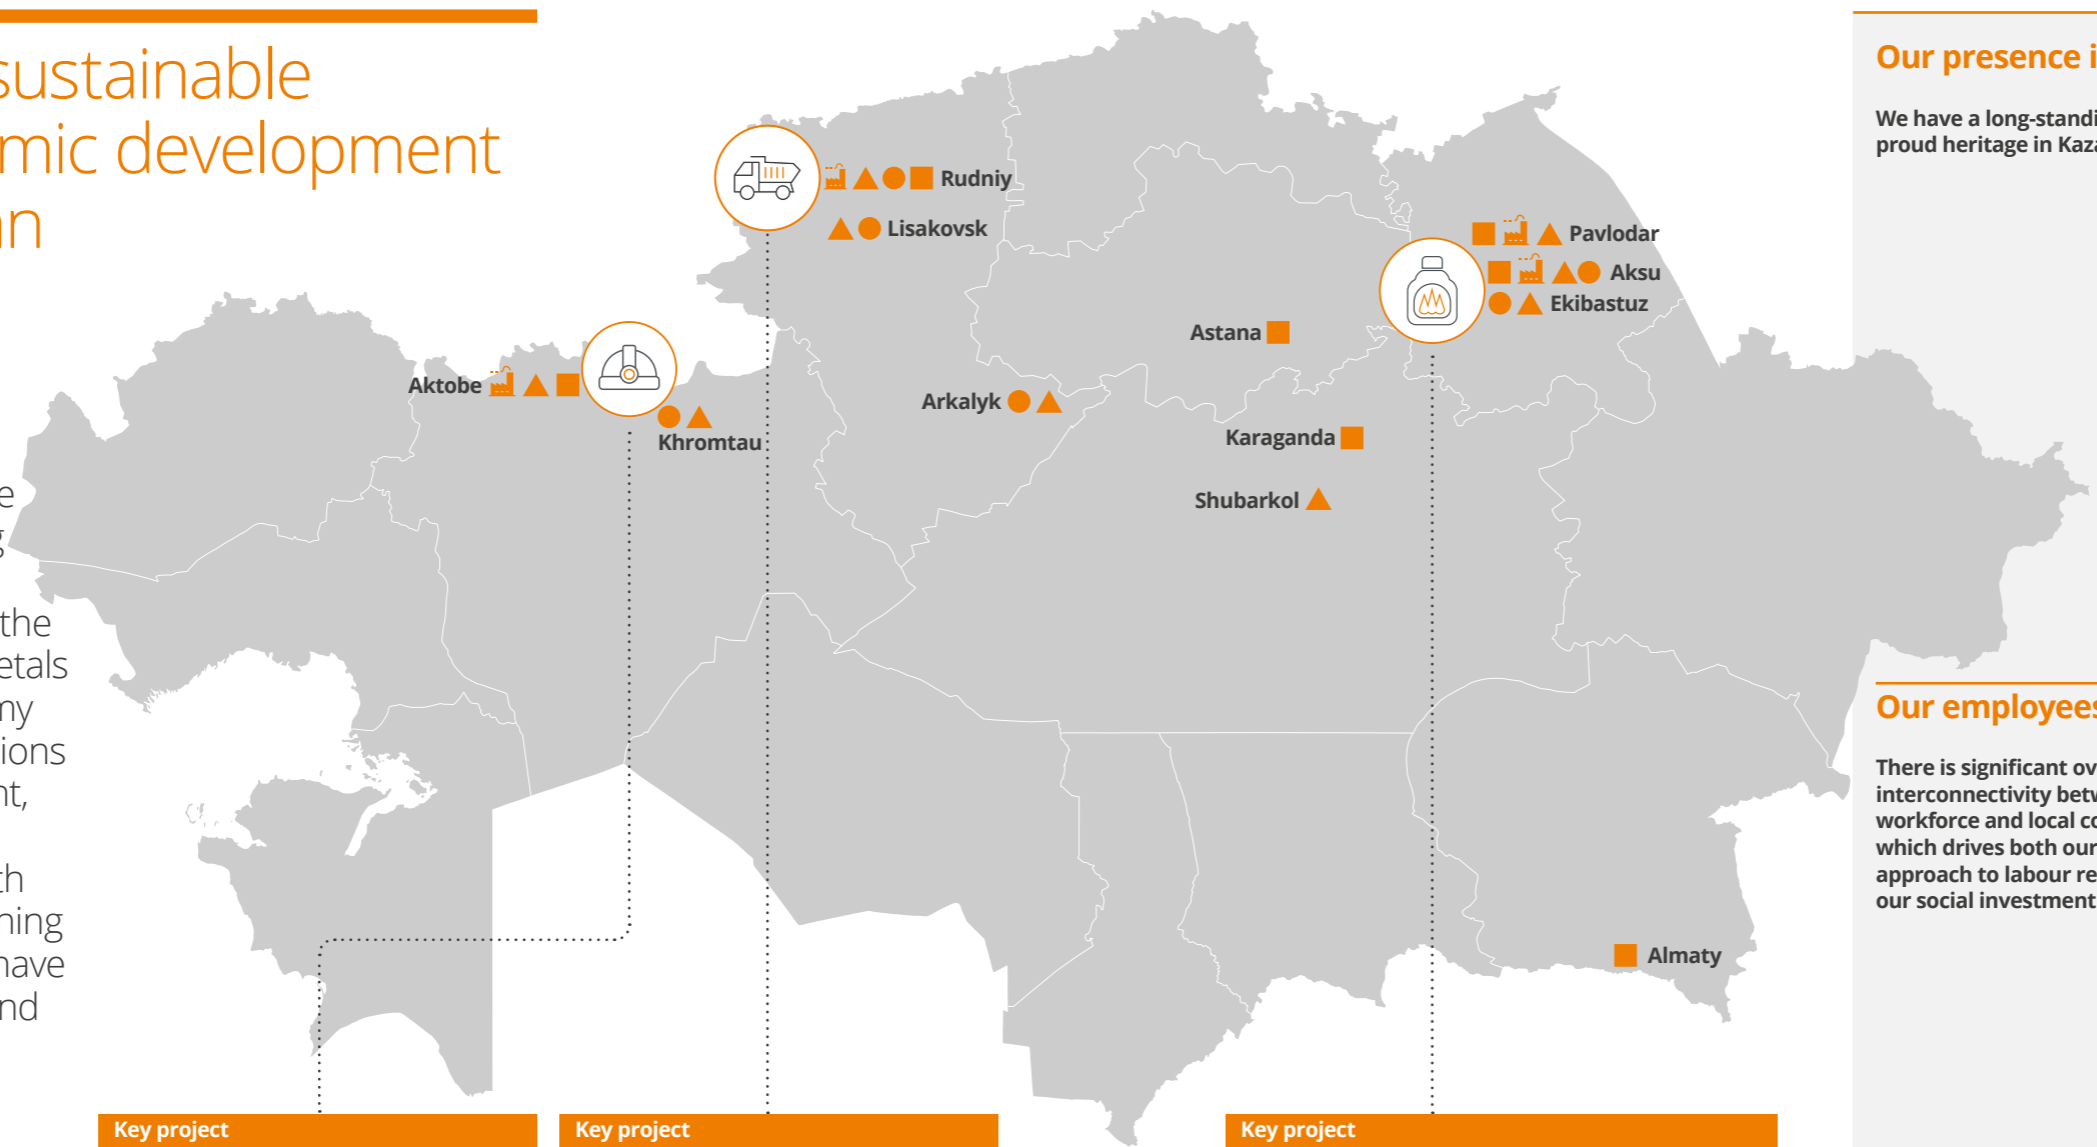 sustainable
mic development
an
e
g
the
etals
my
tions
nt,
th
ning
have
nd
Rudniy
Lisakovsk
Pavlodar
Aksu
Ekibastuz
Astana
Aktobe
Khromtau
Arkalyk
Karaganda
Shubarkol
Almaty
Key project
Key project
Key project
Our presence i
We have a long-standi
proud heritage in Kaza
Our employees
There is significant ov
interconnectivity betw
workforce and local co
which drives both our
approach to labour re
our social investment